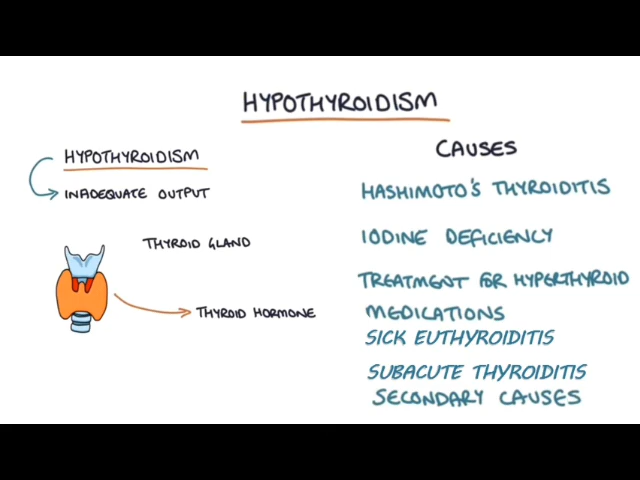 HYPOTHYROIDISM
HYPOTHYROIDISM
INADEQUATE OUTPUT
THYROID GLAND
THYROID HORMONE
CAUSES
HASHIMOTO'S THYROIDITIS
IODINE DEFICIENCY
TREATMENT FOR HYPERTHYROID
MEDICATIONS
SICK EUTHYROIDITIS
SUBACUTE THYROIDITIS
SECONDARY CAUSES